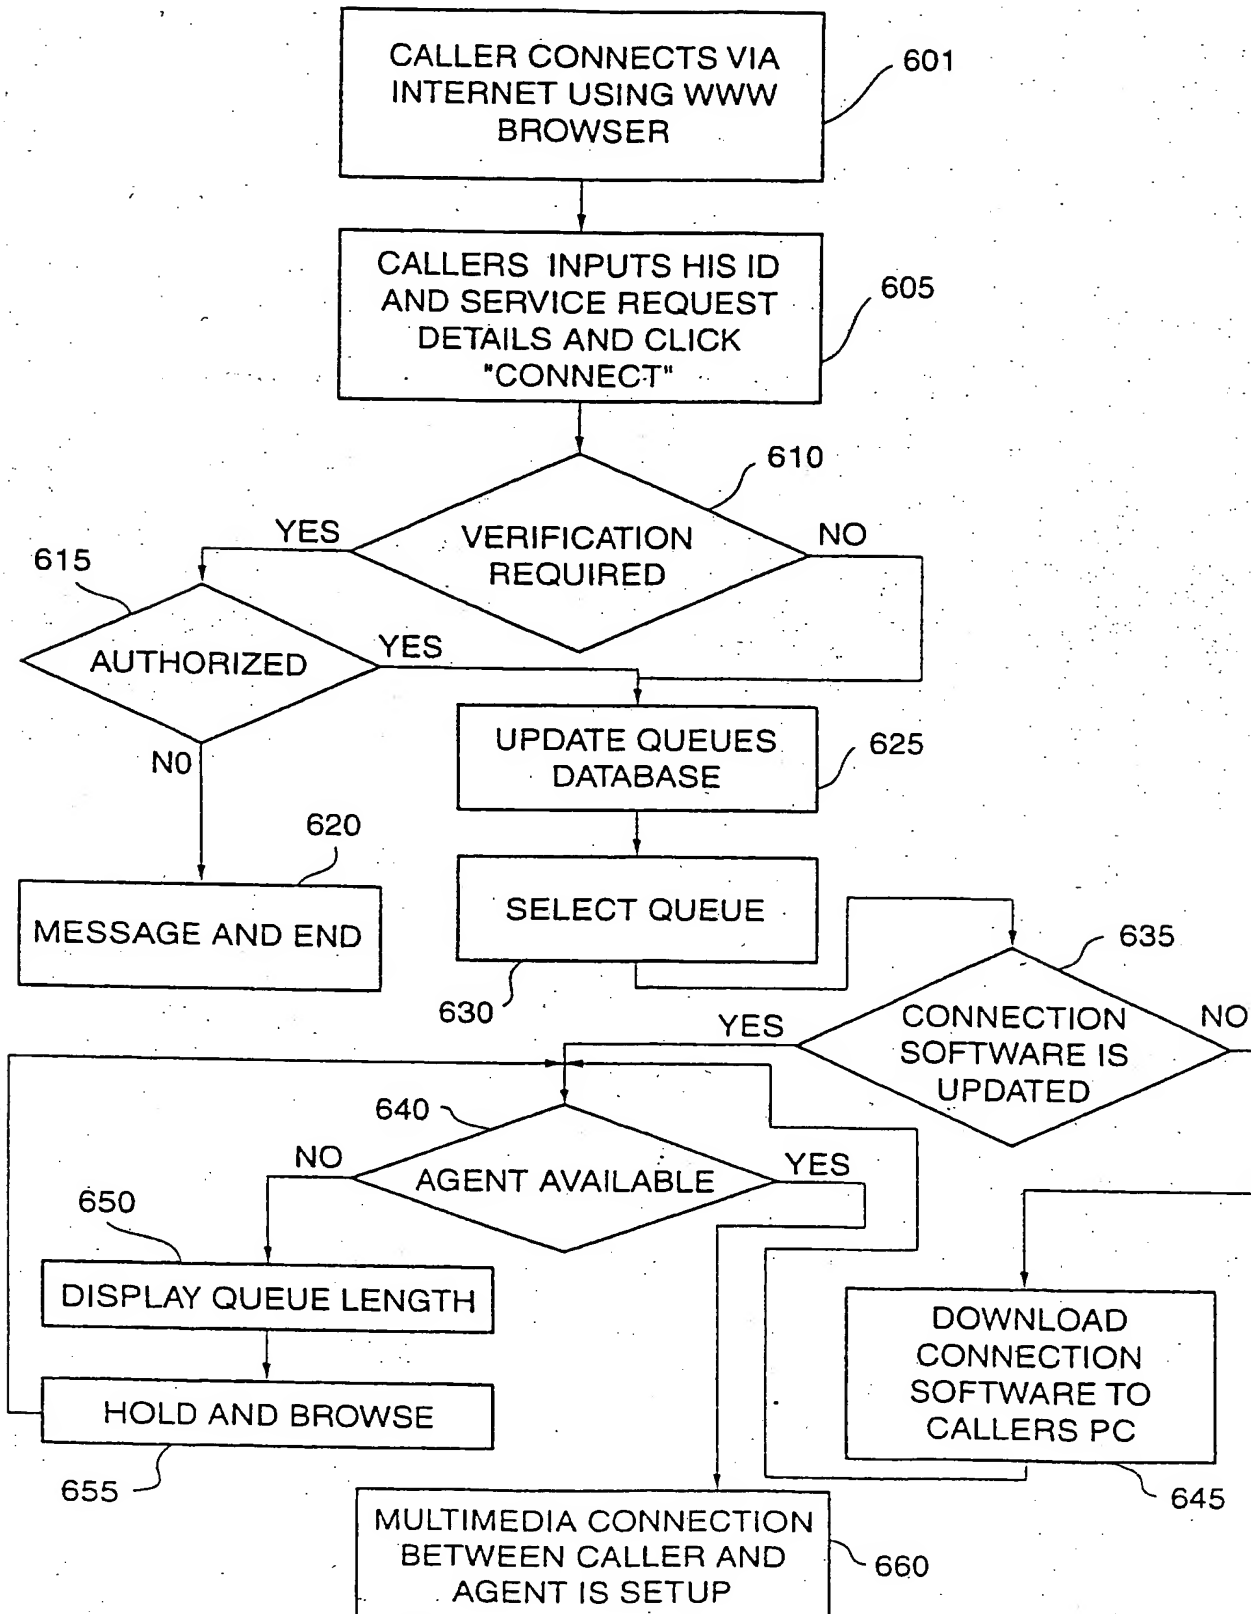 CALLER CONNECTS VIA
INTERNET USING WWW
BROWSER
601
CALLERS INPUTS HIS ID
AND SERVICE REQUEST
DETAILS AND CLICK
"CONNECT"
605
610
YES
VERIFICATION
REQUIRED
NO
615
AUTHORIZED
YES
NO
UPDATE QUEUES
DATABASE
625
620
MESSAGE AND END
SELECT QUEUE
630
635
YES
CONNECTION
SOFTWARE IS
UPDATED
NO
640
NO
AGENT AVAILABLE
YES
650
DISPLAY QUEUE LENGTH
HOLD AND BROWSE
655
DOWNLOAD
CONNECTION
SOFTWARE TO
CALLERS PC
645
MULTIMEDIA CONNECTION
BETWEEN CALLER AND
AGENT IS SETUP
660